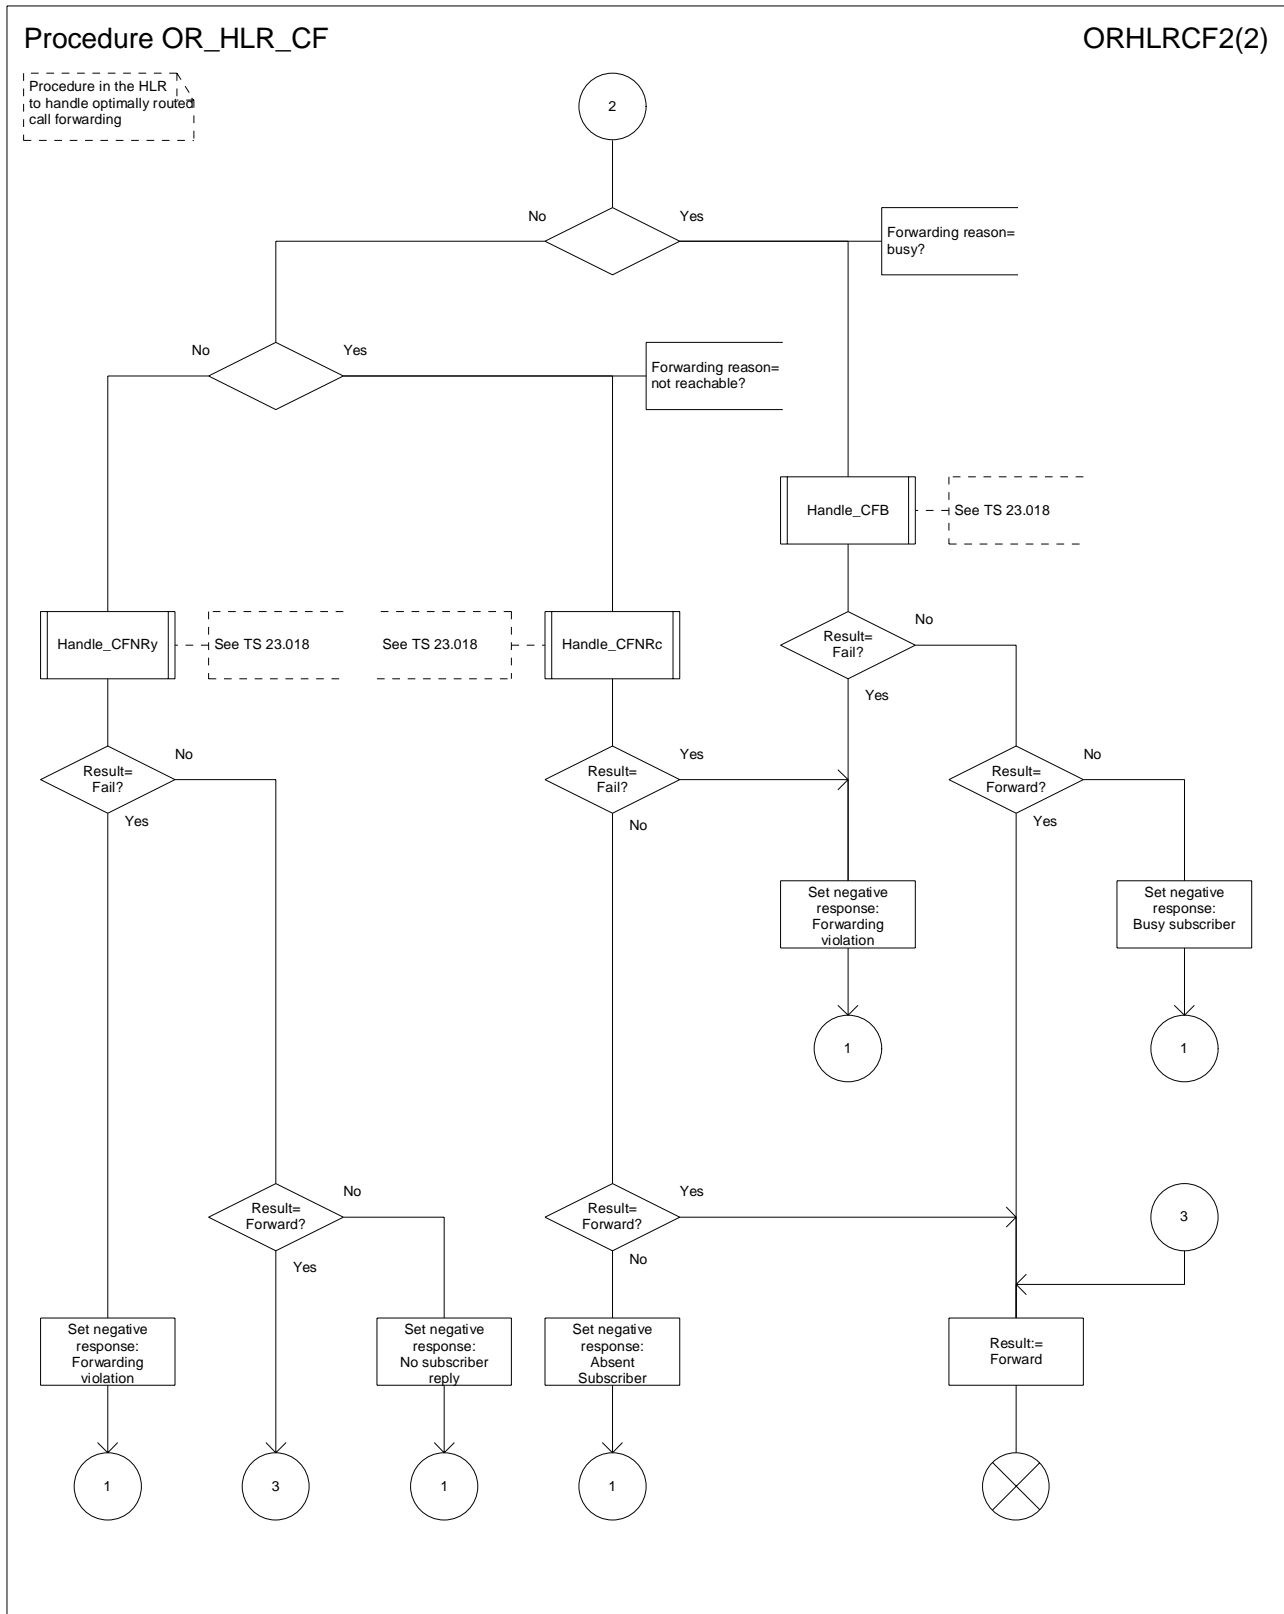 Procedure OR_HLR_CF
ORHLRCF2(2)
Procedure in the HLR
to handle optimally routed
call forwarding
2
No
Yes
Forwarding reason=
busy?
No
Yes
Forwarding reason=
not reachable?
Handle_CFB
See TS 23.018
Handle_CFNRy
See TS 23.018
See TS 23.018
Handle_CFNRc
Result=
Fail?
No
Yes
Result=
Fail?
No
Yes
Result=
Fail?
Yes
No
Result=
Forward?
No
Yes
Set negative
response:
Forwarding
violation
Set negative
response:
Busy subscriber
1
1
Result=
Forward?
No
Yes
Result=
Forward?
Yes
No
3
Set negative
response:
Forwarding
violation
Set negative
response:
No subscriber
reply
Set negative
response:
Absent
Subscriber
Result:=
Forward
1
3
1
1